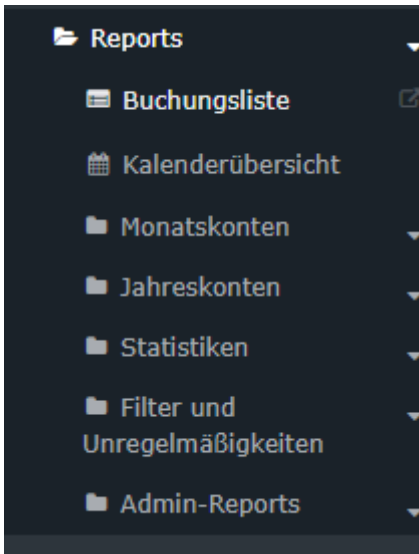 Reports
Buchungsliste
Kalenderübersicht
Monatskonten
Jahreskonten
Statistiken
Filter und
Unregelmäßigkeiten
Admin-Reports